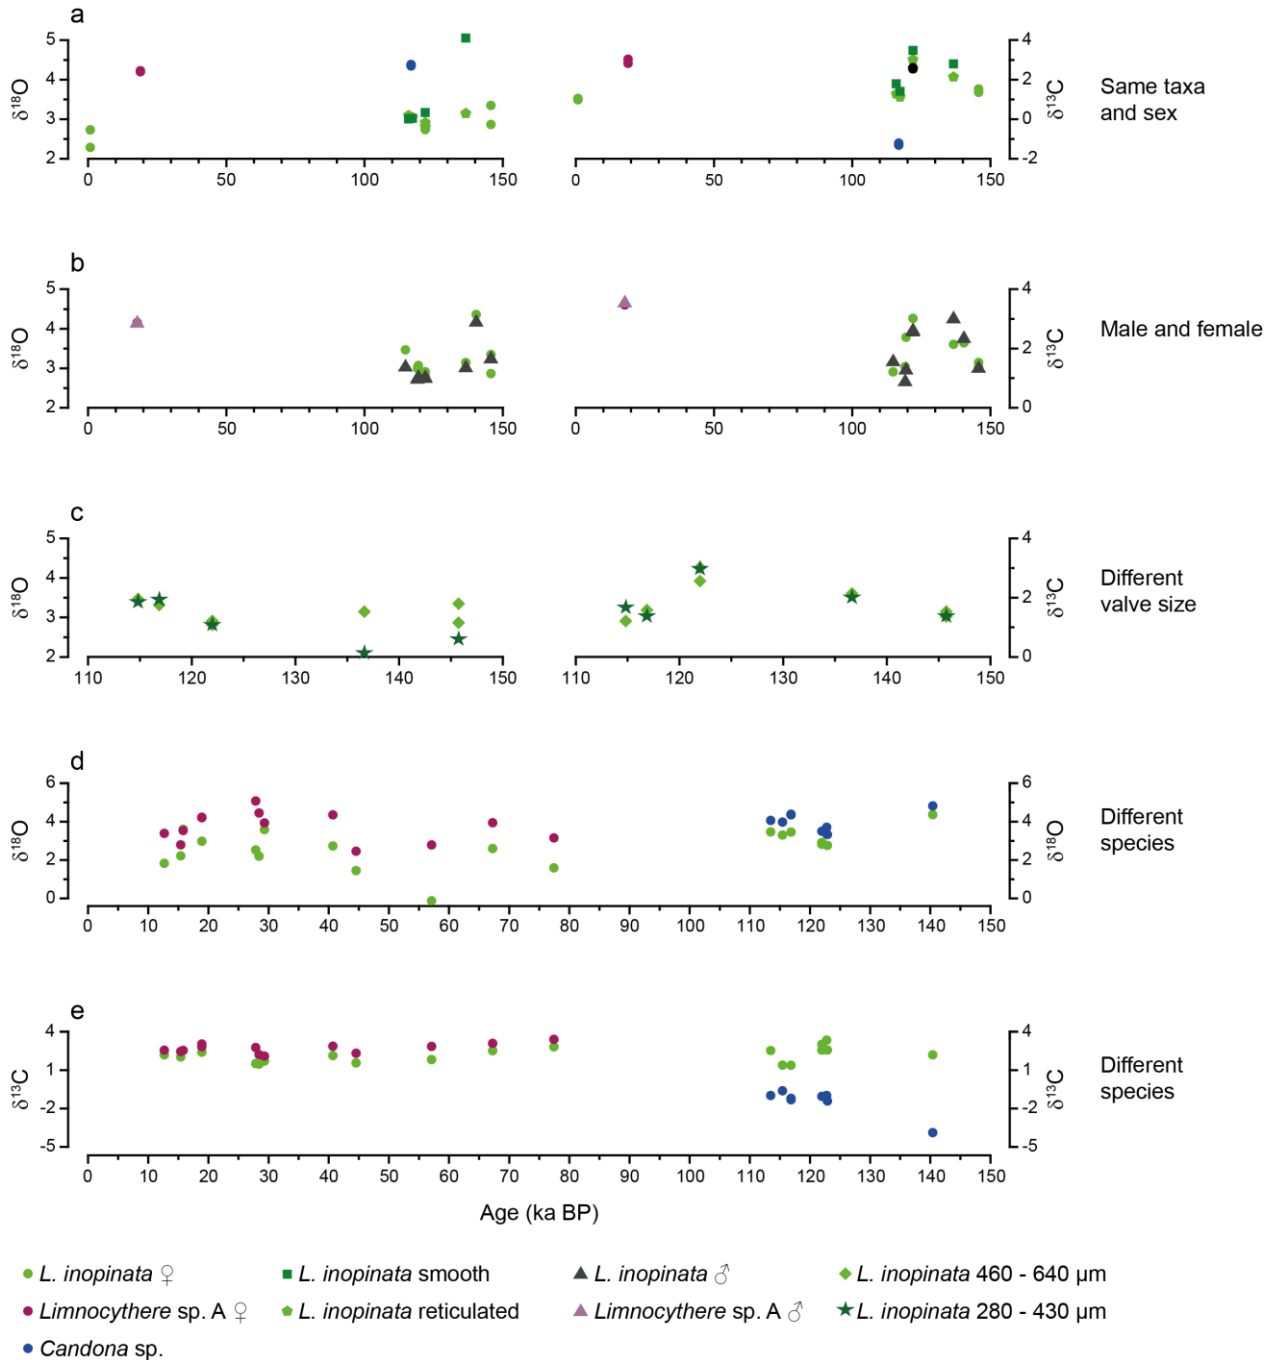 a
5
4
3
2
δ18O
4
2
0
-2
δ13C
0 50 100 150 0 50 100 150
Same taxa
and sex
b
5
4
3
2
δ18O
4
2
0
δ13C
0 50 100 150 0 50 100 150
Male and female
c
5
4
3
2
δ18O
4
2
0
δ13C
110 120 130 140 150 110 120 130 140 150
Different
valve size
d
6
4
2
0
δ18O
6
4
2
0
δ18O
0 10 20 30 40 50 60 70 80 90 100 110 120 130 140 150
Different
species
e
4
1
-2
-5
δ13C
4
1
-2
-5
δ13C
0 10 20 30 40 50 60 70 80 90 100 110 120 130 140 150
Different
species
Age (ka BP)
L. inopinata ♀ L. inopinata smooth L. inopinata ♂ L. inopinata 460 - 640 µm
Limnocythere sp. A ♀ L. inopinata reticulated Limnocythere sp. A ♂ L. inopinata 280 - 430 µm
Candona sp.